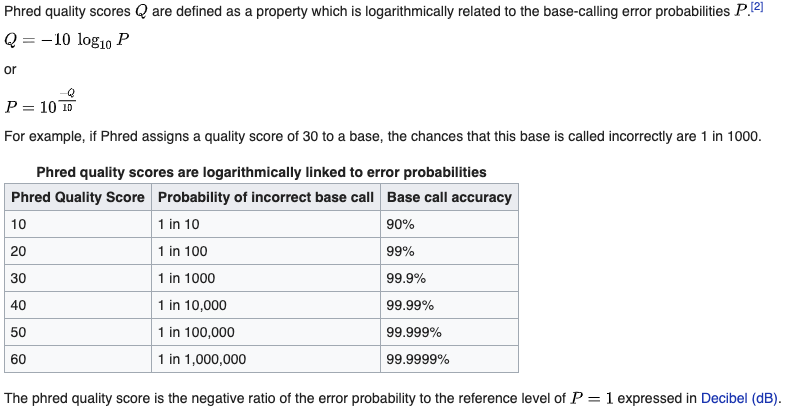 Phred quality scores Q are defined as a property which is logarithmically related to the base-calling error probabilities P.[2]
Q = −10 log10 P
or
P = 10^(−Q/10)
For example, if Phred assigns a quality score of 30 to a base, the chances that this base is called incorrectly are 1 in 1000.
Phred quality scores are logarithmically linked to error probabilities
Phred Quality Score Probability of incorrect base call Base call accuracy
10 1 in 10 90%
20 1 in 100 99%
30 1 in 1000 99.9%
40 1 in 10,000 99.99%
50 1 in 100,000 99.999%
60 1 in 1,000,000 99.9999%
The phred quality score is the negative ratio of the error probability to the reference level of P = 1 expressed in Decibel (dB).